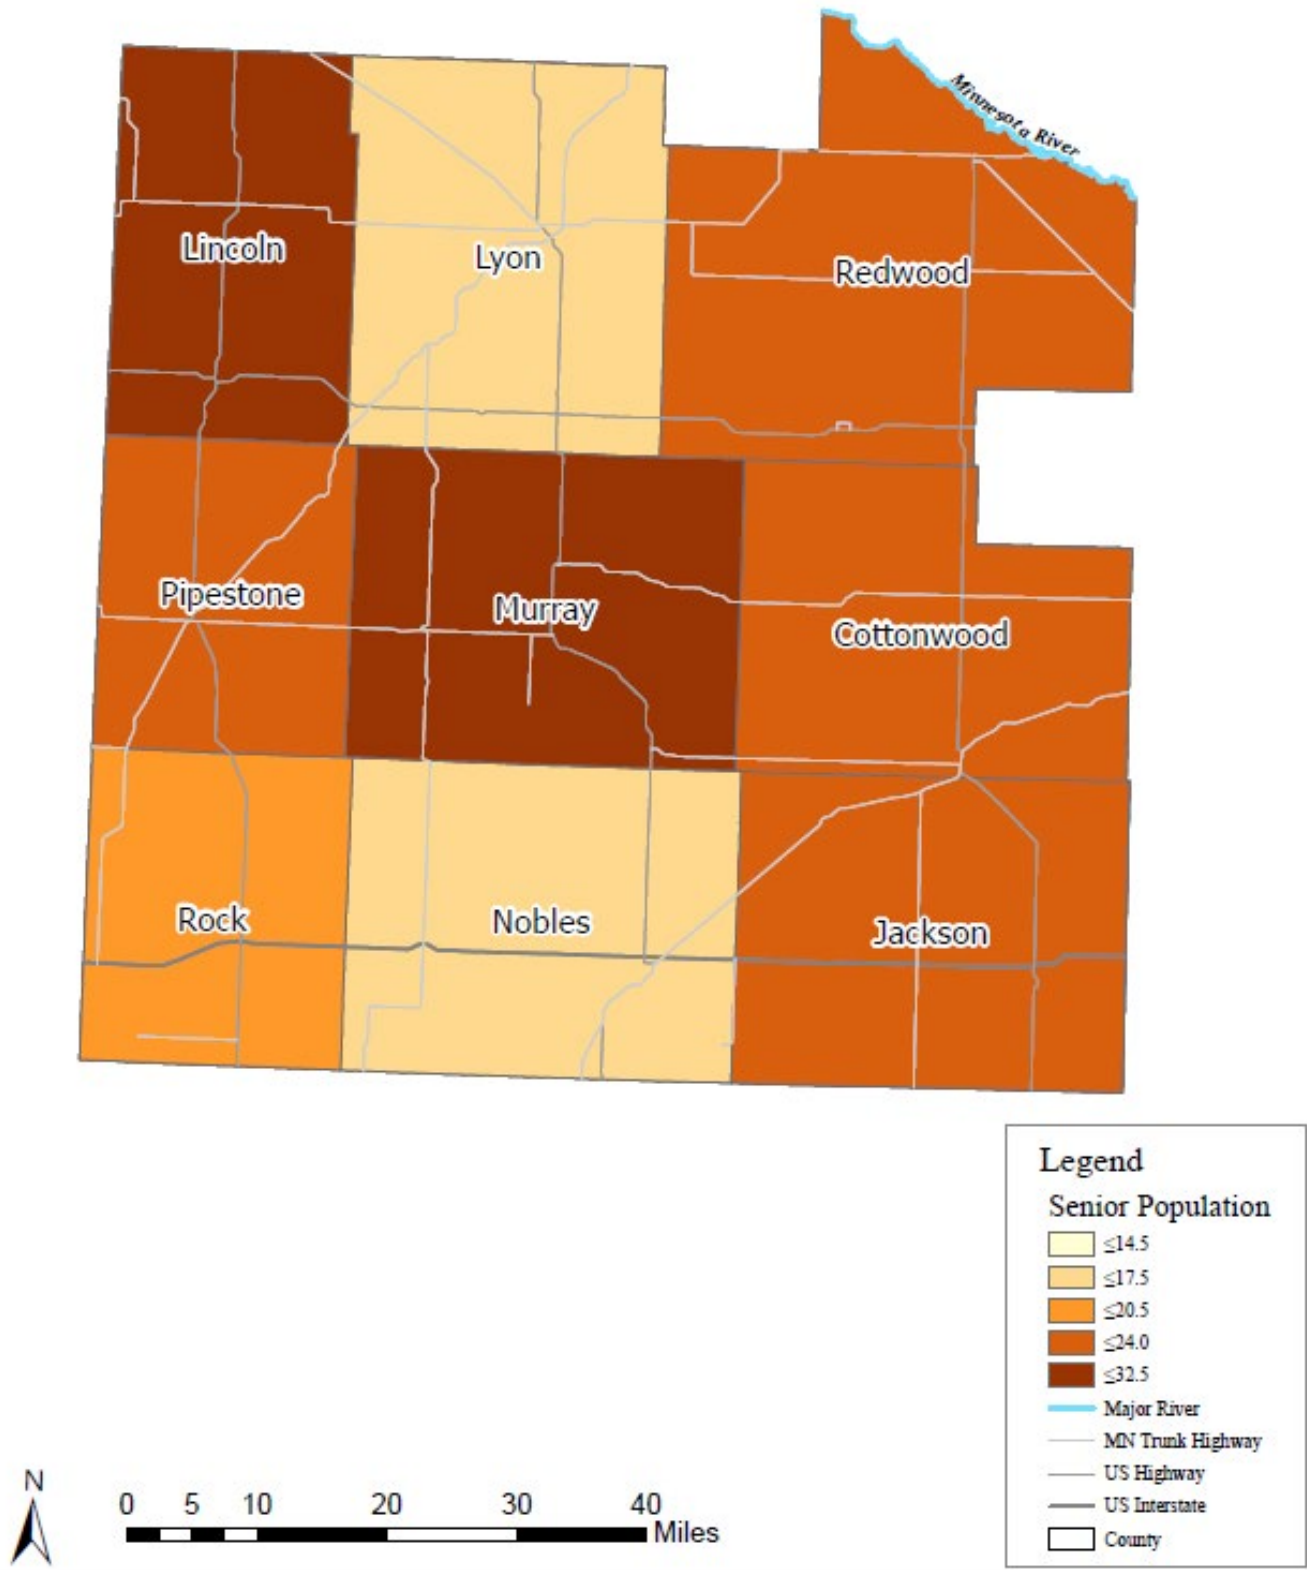 Minnesota River
Lincoln
Lyon
Redwood
Pipestone
Murray
Cottonwood
Rock
Nobles
Jackson
Legend
Senior Population
≤14.5
≤17.5
≤20.5
≤24.0
≤32.5
Major River
MN Trunk Highway
US Highway
US Interstate
County
N
0 5 10 20 30 40
Miles